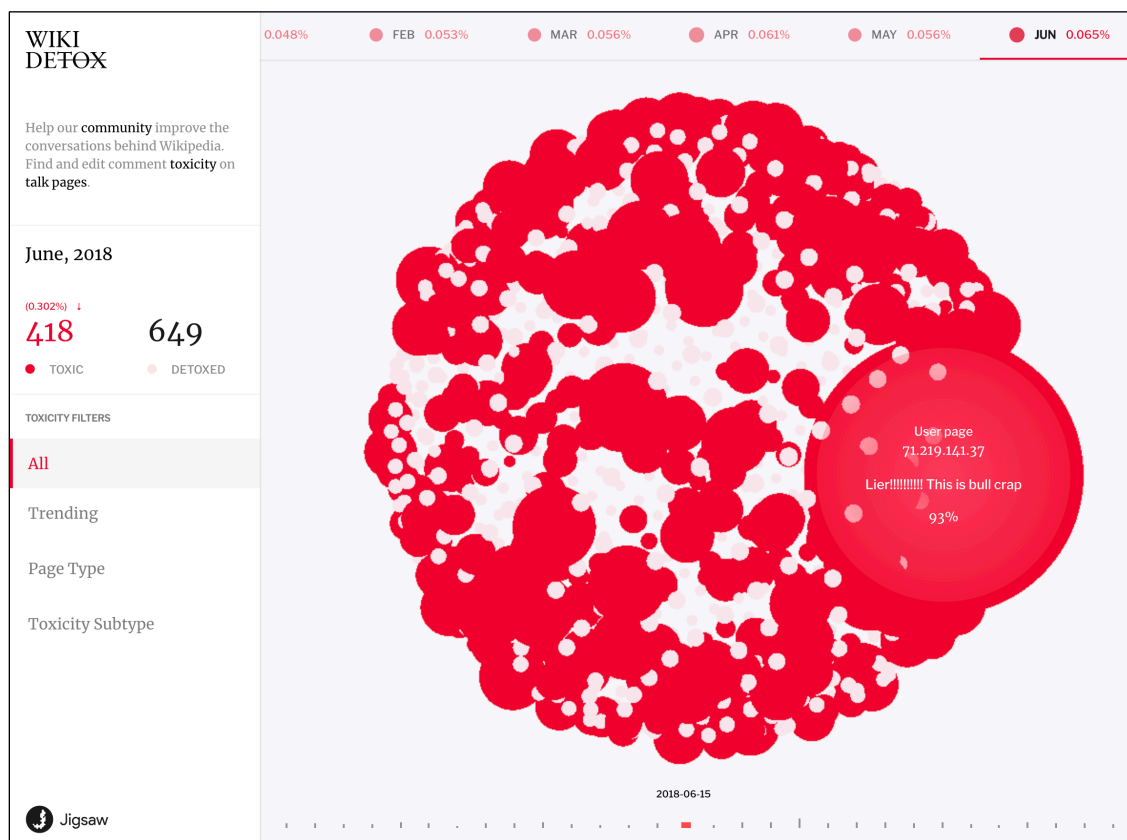 WIKI
DETOX
Help our community improve the
conversations behind Wikipedia.
Find and edit comment toxicity on
talk pages.
June, 2018
(0.302%) ↓
418
649
TOXIC
DETOXED
TOXICITY FILTERS
All
Trending
Page Type
Toxicity Subtype
Jigsaw
0.048%
FEB 0.053%
MAR 0.056%
APR 0.061%
MAY 0.056%
JUN 0.065%
User page
71.219.141.37
Lier!!!!!!!!!! This is bull crap
93%
2018-06-15